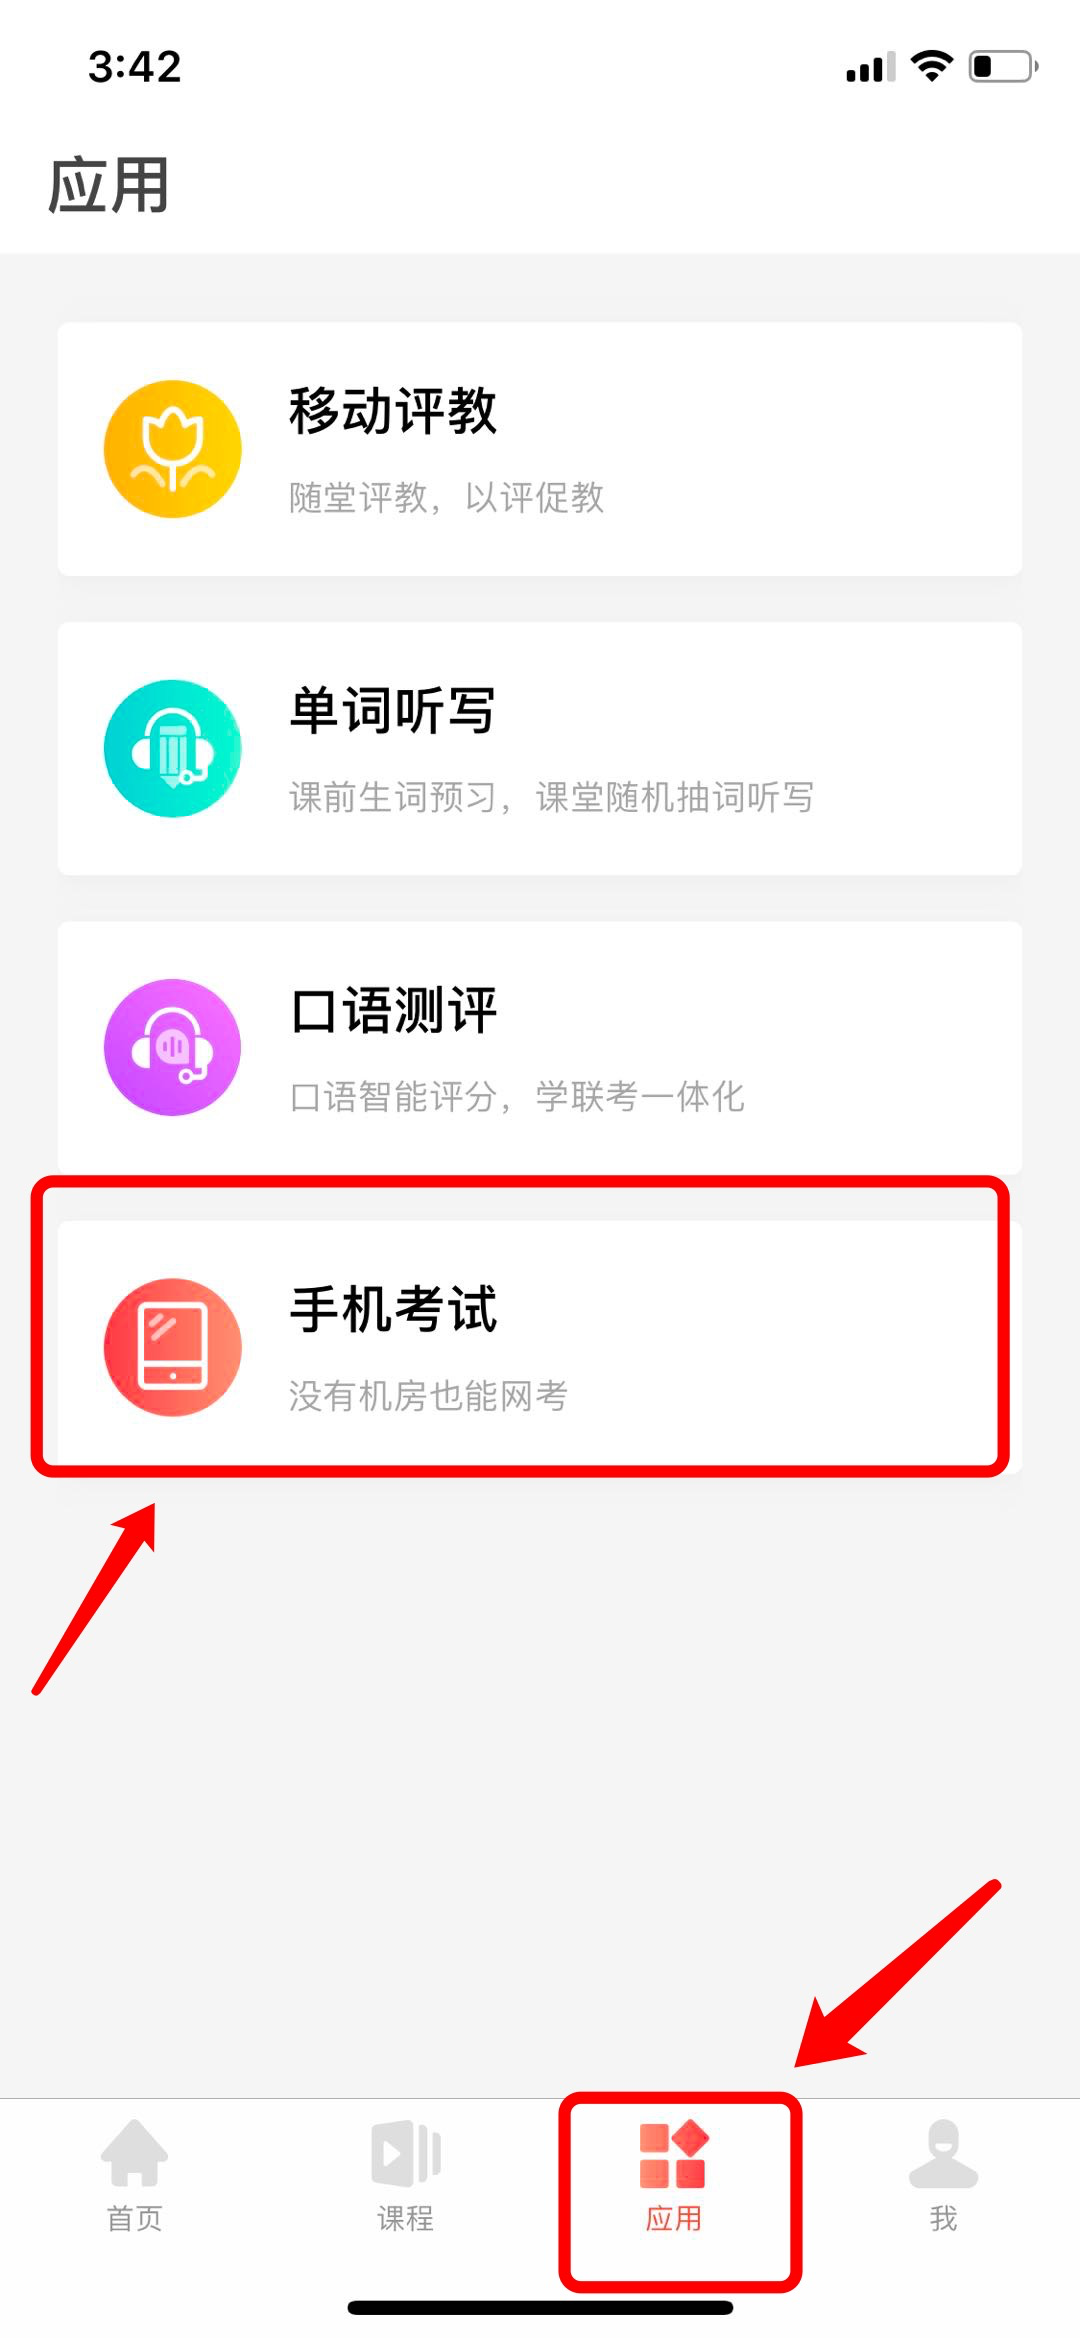 3:42
应用
移动评教
随堂评教，以评促教
单词听写
课前生词预习，课堂随机抽词听写
口语测评
口语智能评分，学联考一体化
手机考试
没有机房也能网考
首页
课程
应用
我